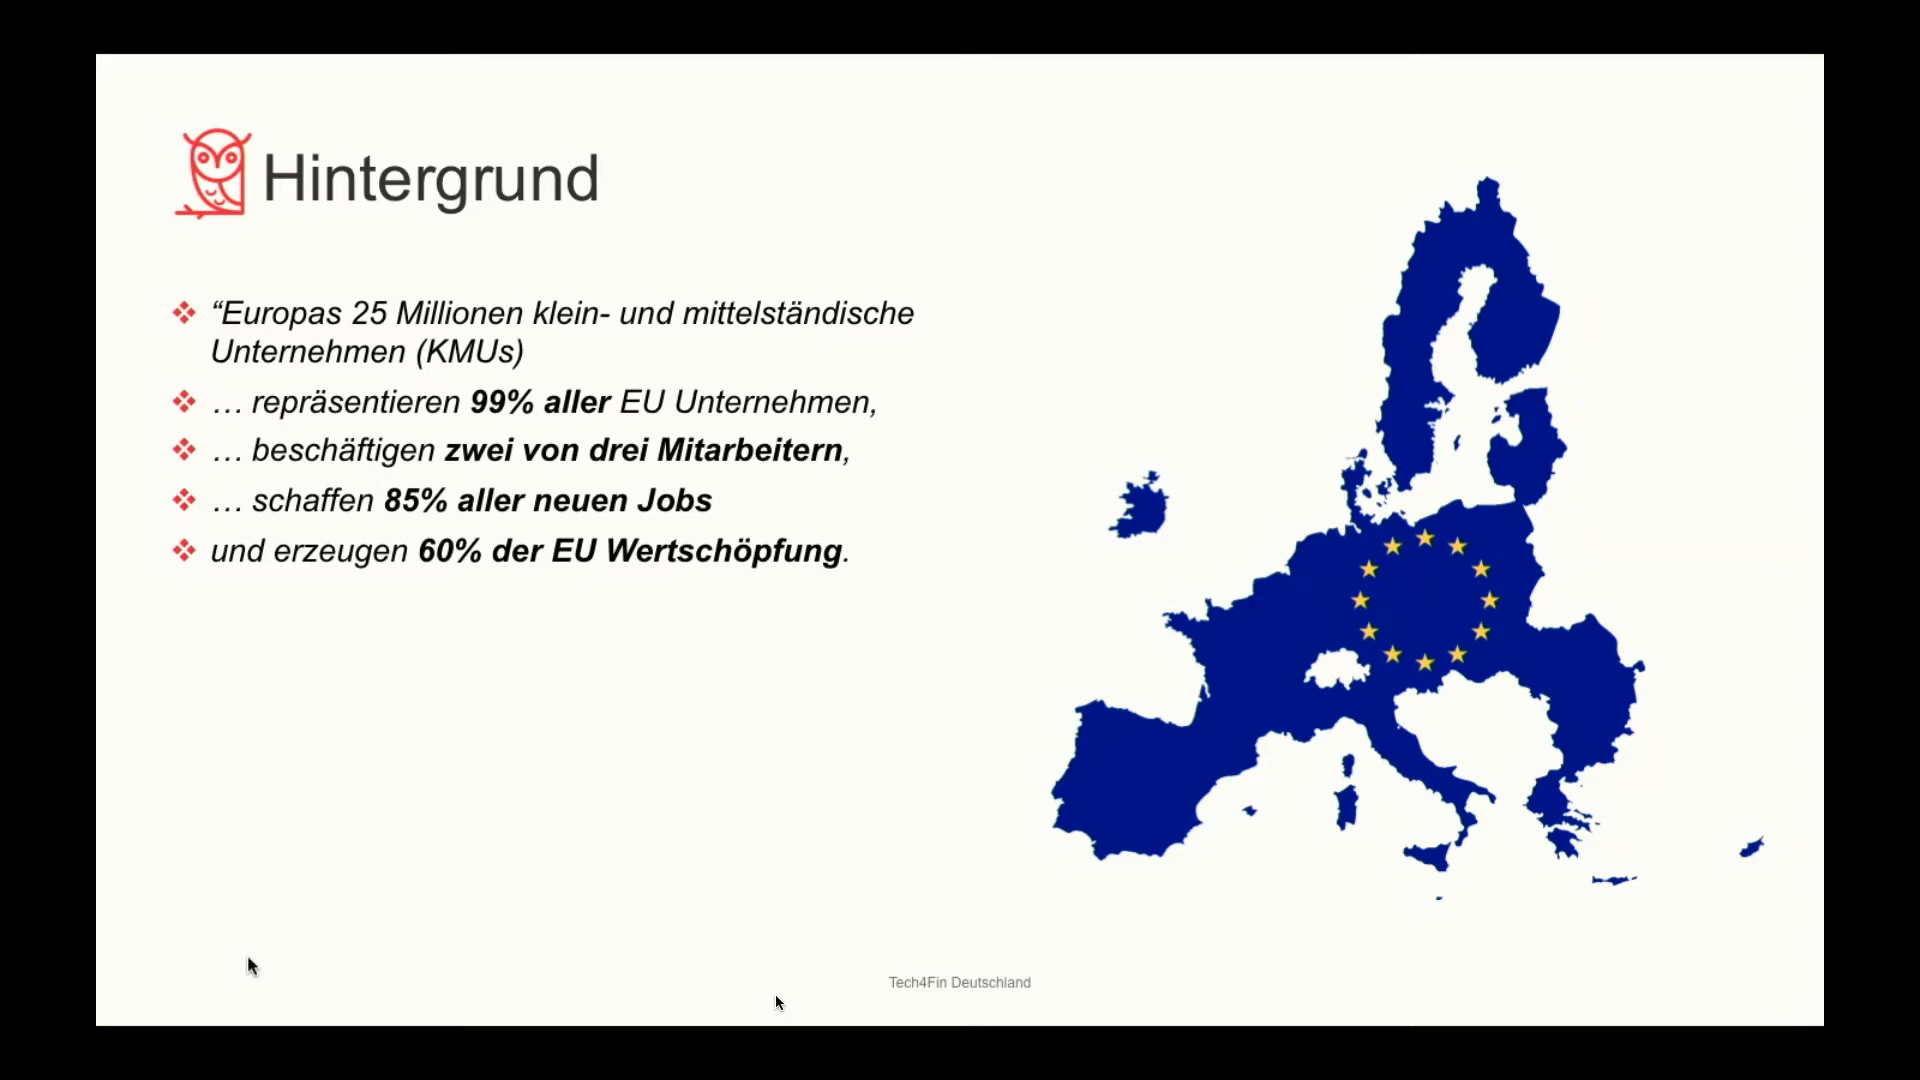 Hintergrund
“Europas 25 Millionen klein- und mittelständische
Unternehmen (KMUs)
… repräsentieren 99% aller EU Unternehmen,
… beschäftigen zwei von drei Mitarbeitern,
… schaffen 85% aller neuen Jobs
und erzeugen 60% der EU Wertschöpfung.
Tech4Fin Deutschland